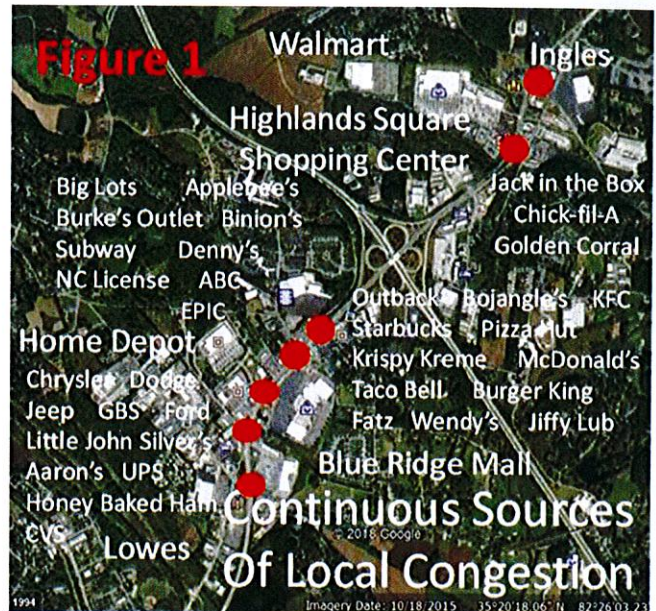 Figure 1
Walmart
Ingles
Highlands Square
Shopping Center
Jack in the Box
Chick-fil-A
Golden Corral
Big Lots Applebee's
Burke's Outlet Binion's
Subway Denny's
NC License ABC
EPIC
Outback Bojangle's KFC
Starbucks Pizza Hut
Krispy Kreme McDonald's
Taco Bell Burger King
Fatz Wendy's Jiffy Lub
Home Depot
Chrysler Dodge
Jeep GBS Ford
Little John Silver's
Aaron's UPS
Honey Baked Ham
CVS
Lowes
Blue Ridge Mall
Continuous Sources
Of Local Congestion
© 2018 Google
1994
Imagery Date: 10/18/2015 35°20'18.06" N 82°26'03.23